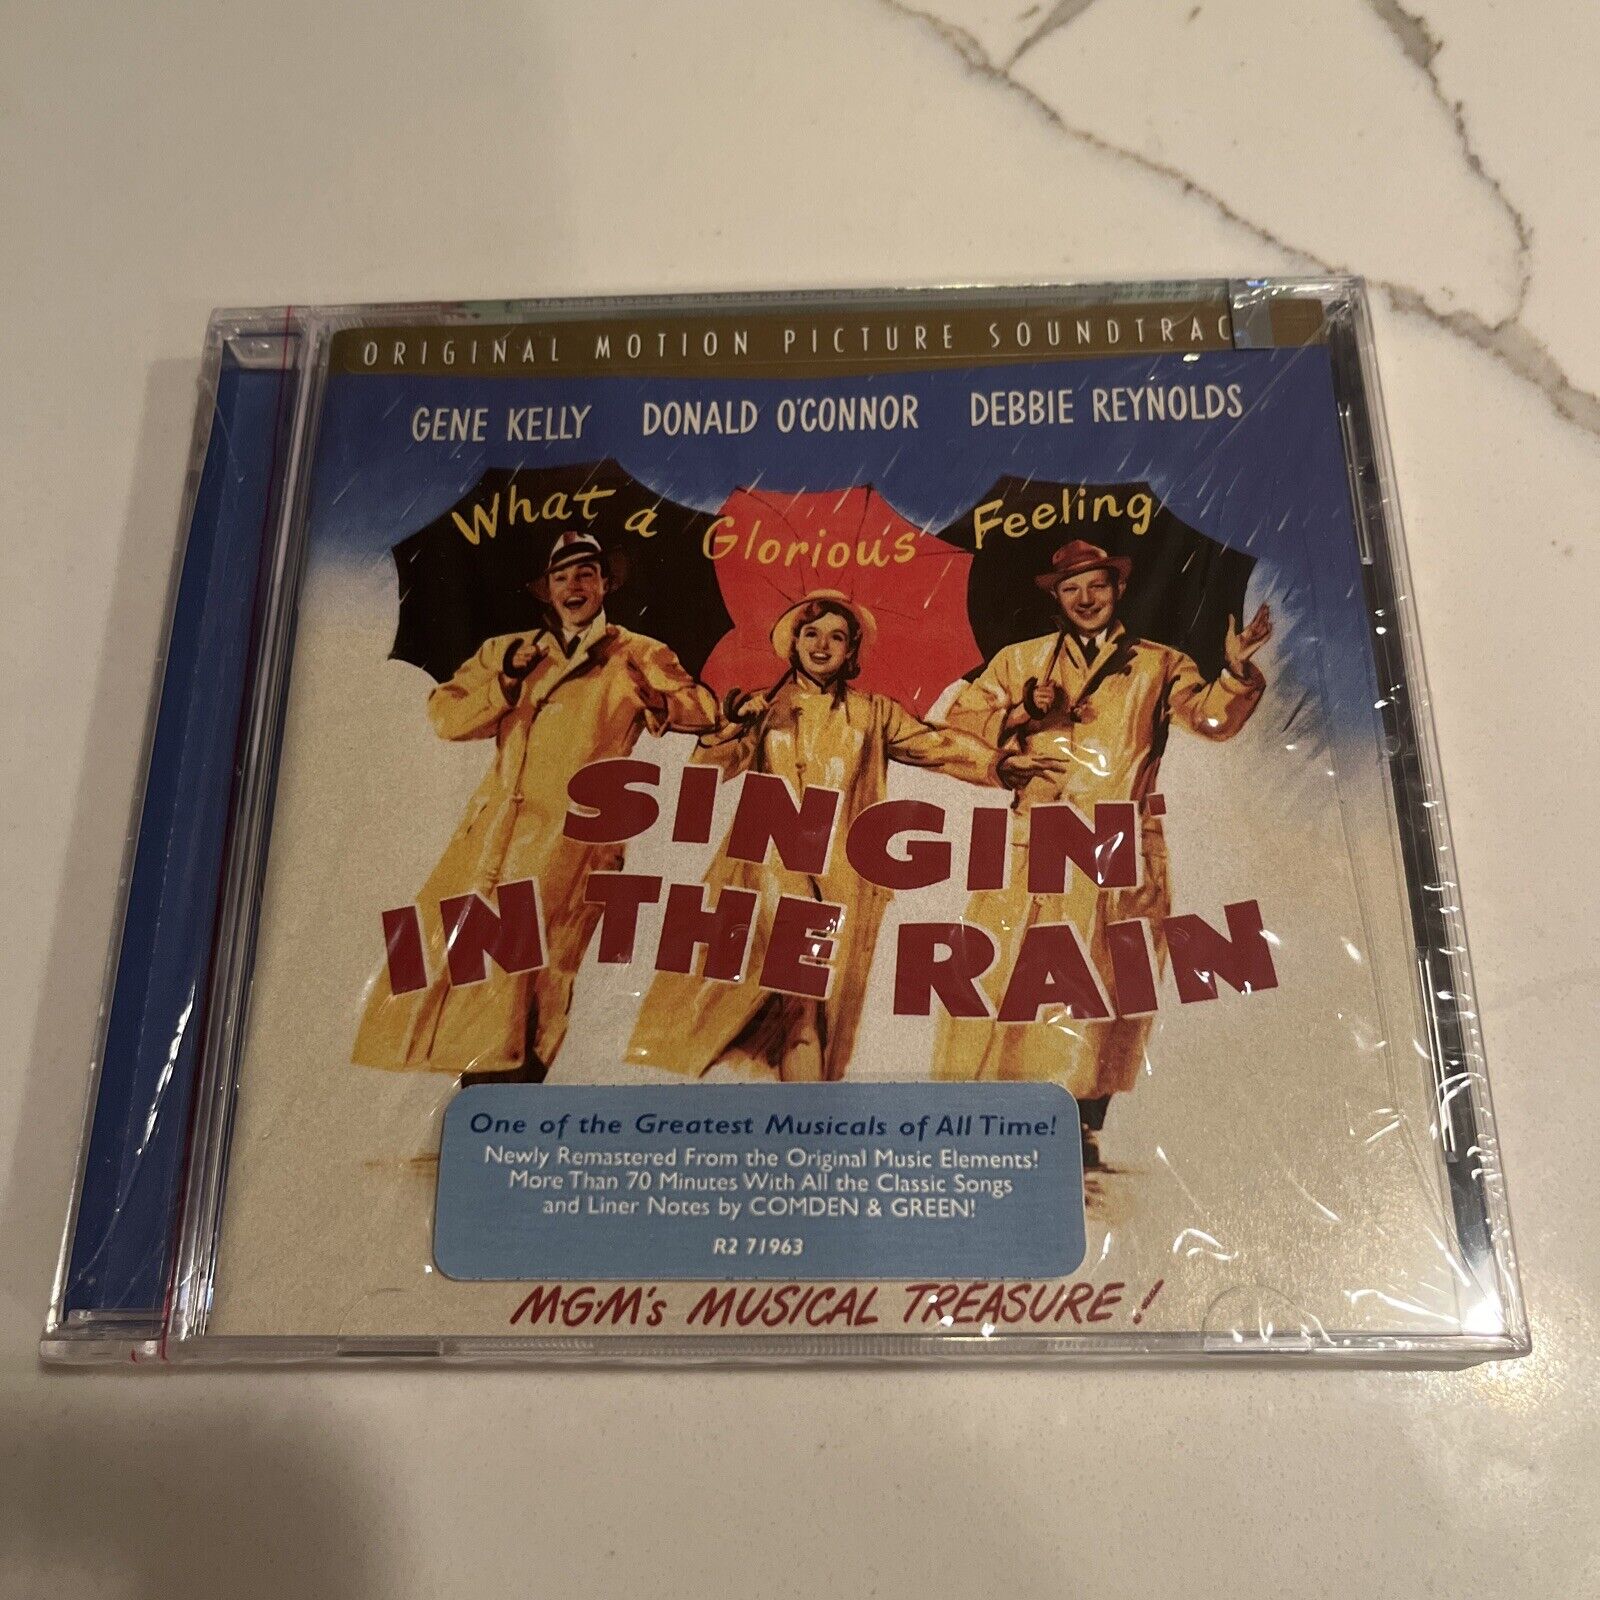 ORIGINAL MOTION PICTURE SOUNDTRAC
GENE KELLY DONALD O'CONNOR DEBBIE REYNOLDS
What a Glorious Feeling
SINGIN'
IN THE RAIN
One of the Greatest Musicals of All Time!
Newly Remastered From the Original Music Elements!
More Than 70 Minutes With All the Classic Songs
and Liner Notes by COMDEN & GREEN!
R2 71963
M-G-M's MUSICAL TREASURE!